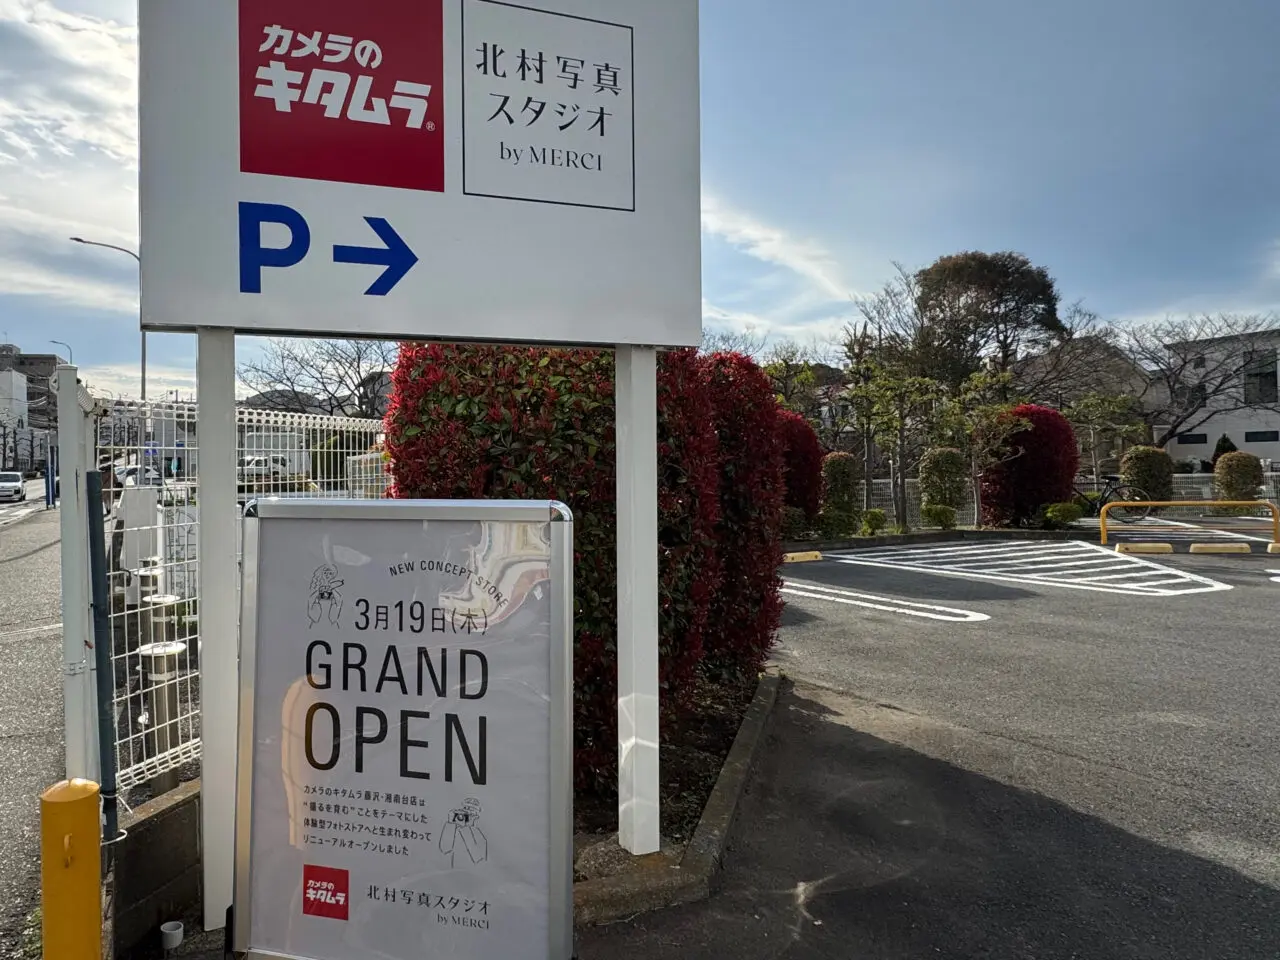 カメラの
キタムラ®
北村写真
スタジオ
by MERCI
P→
NEW CONCEPT STORE
3月19日(木)
GRAND
OPEN
カメラのキタムラ 藤沢・湘南台店は
“撮るを育む”ことをテーマにした
体験型フォトストアへと生まれ変わって
リニューアルオープンしました
カメラの
キタムラ
北村写真スタジオ
by MERCI